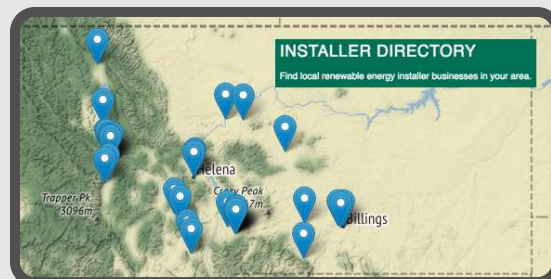 INSTALLER DIRECTORY
Find local renewable energy installer businesses in your area.
Helena
Trapper Pk.
3096m
Billings